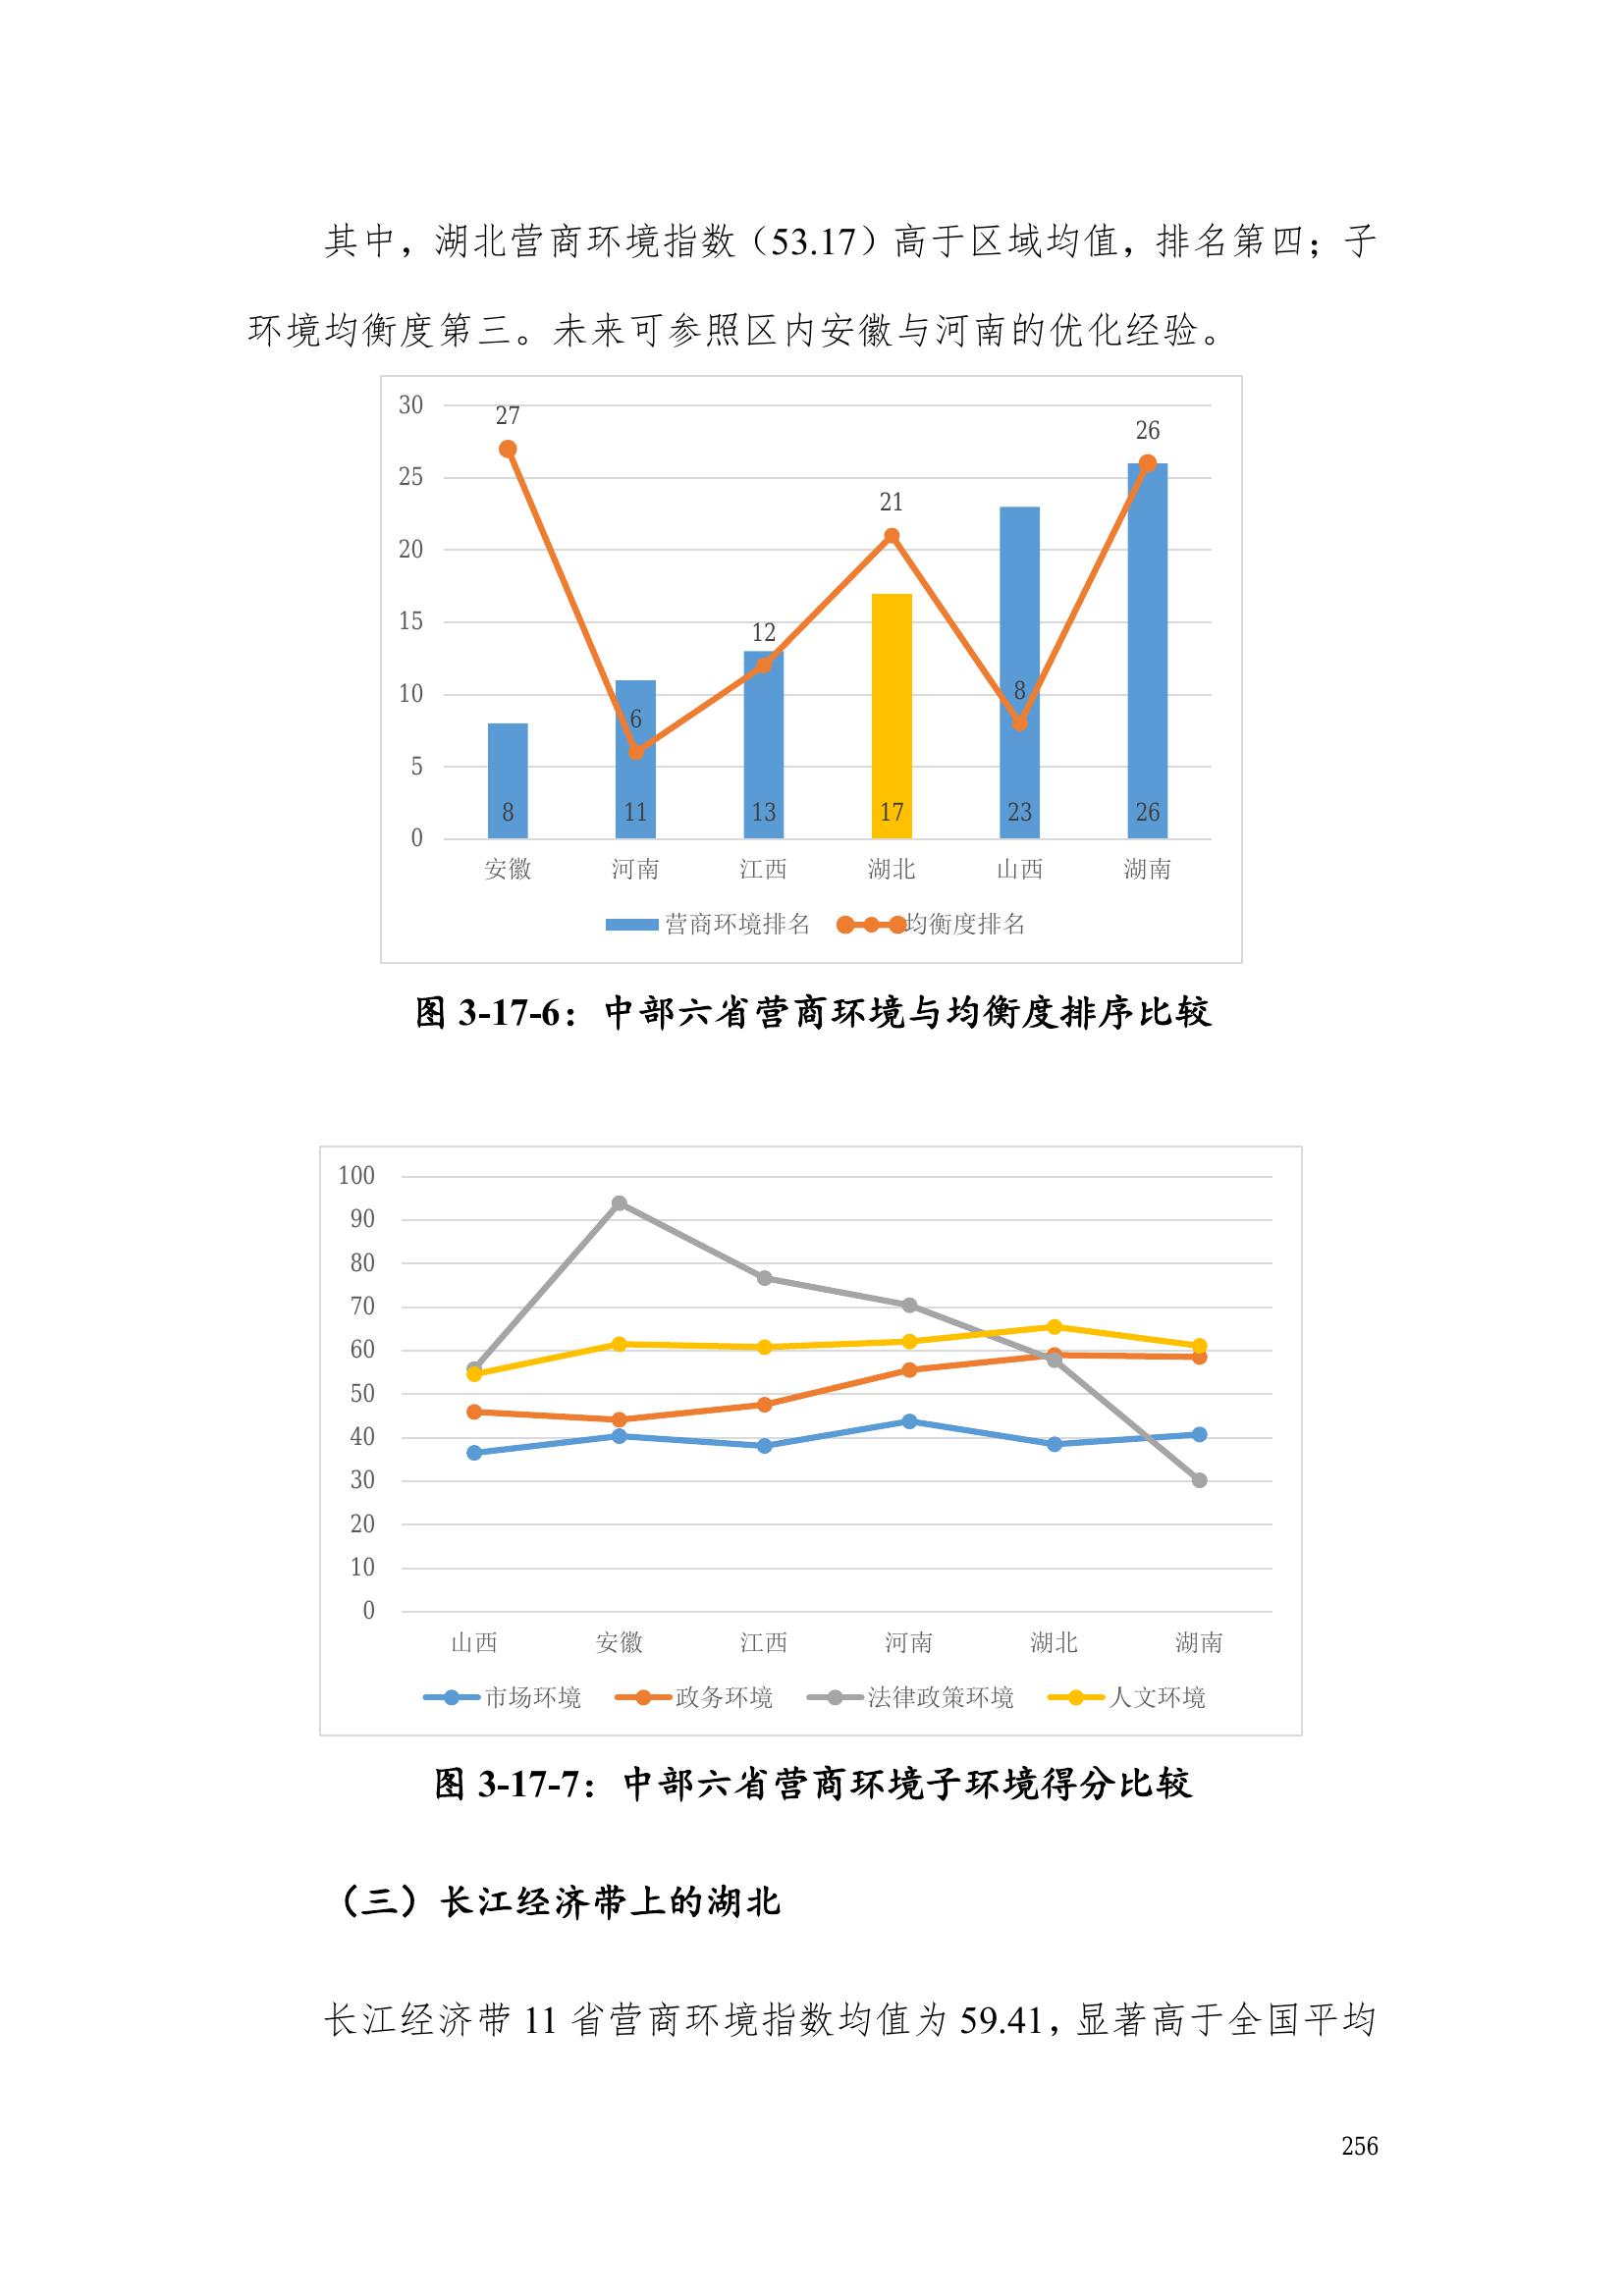 其中，湖北营商环境指数（53.17）高于区域均值，排名第四；子
环境均衡度第三。未来可参照区内安徽与河南的优化经验。
30
27
26
25
21
20
15
12
10
8
6
5
8 11 13 17 23 26
0
安徽 河南 江西 湖北 山西 湖南
营商环境排名 均衡度排名
图 3-17-6：中部六省营商环境与均衡度排序比较
100
90
80
70
60
50
40
30
20
10
0
山西 安徽 江西 河南 湖北 湖南
市场环境 政务环境 法律政策环境 人文环境
图 3-17-7：中部六省营商环境子环境得分比较
（三）长江经济带上的湖北
长江经济带 11 省营商环境指数均值为 59.41，显著高于全国平均
256